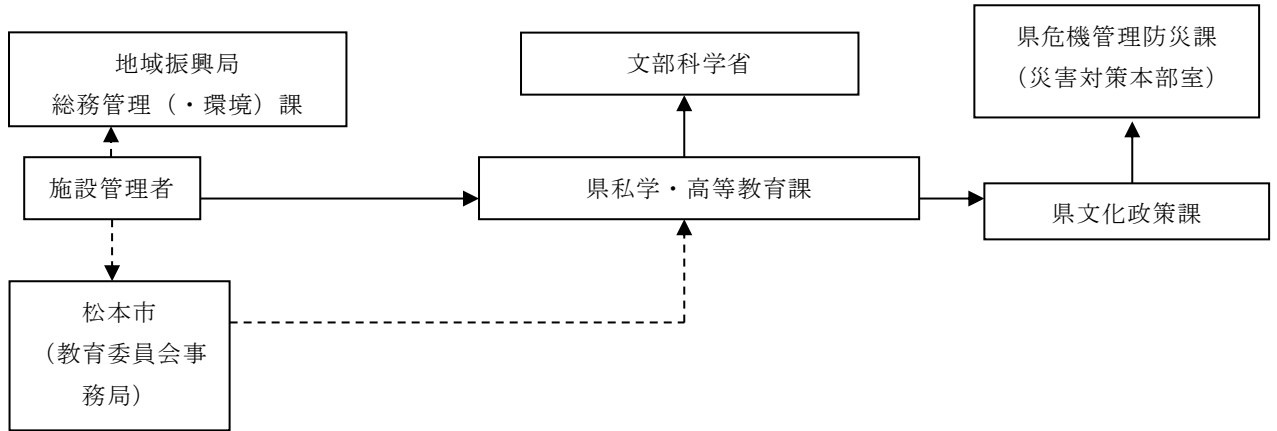 地域振興局
総務管理（・環境）課
文部科学省
県危機管理防災課
（災害対策本部室）
施設管理者
県私学・高等教育課
県文化政策課
松本市
（教育委員会事
務局）